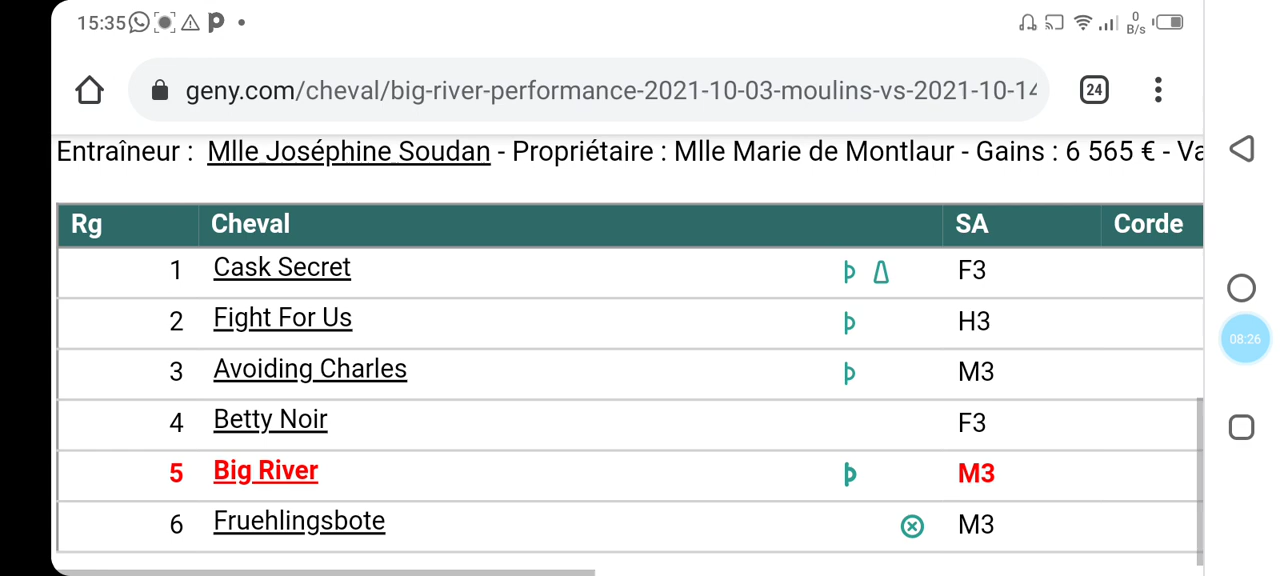 15:35
0 B/s
geny.com/cheval/big-river-performance-2021-10-03-moulins-vs-2021-10-14
24
Entraîneur : Mlle Joséphine Soudan - Propriétaire : Mlle Marie de Montlaur - Gains : 6 565 € - Va
Rg Cheval SA Corde
1 Cask Secret F3
2 Fight For Us H3
3 Avoiding Charles M3
4 Betty Noir F3
5 Big River M3
6 Fruehlingsbote M3
08:26